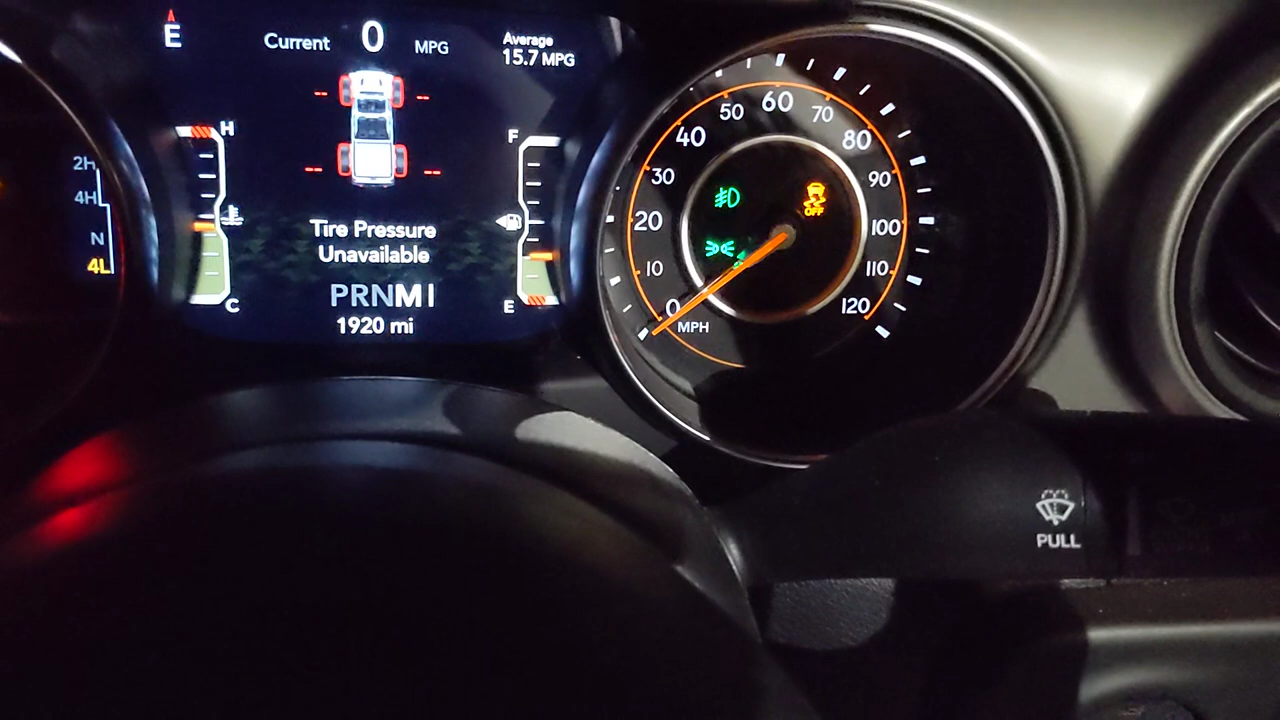 E
Current 0 MPG
Average
15.7 MPG
-- --
-- --
H
C
F
E
2H
4H
N
4L
Tire Pressure
Unavailable
PRNM1
1920 mi
0
10
20
30
40
50
60
70
80
90
100
110
120
MPH
OFF
PULL